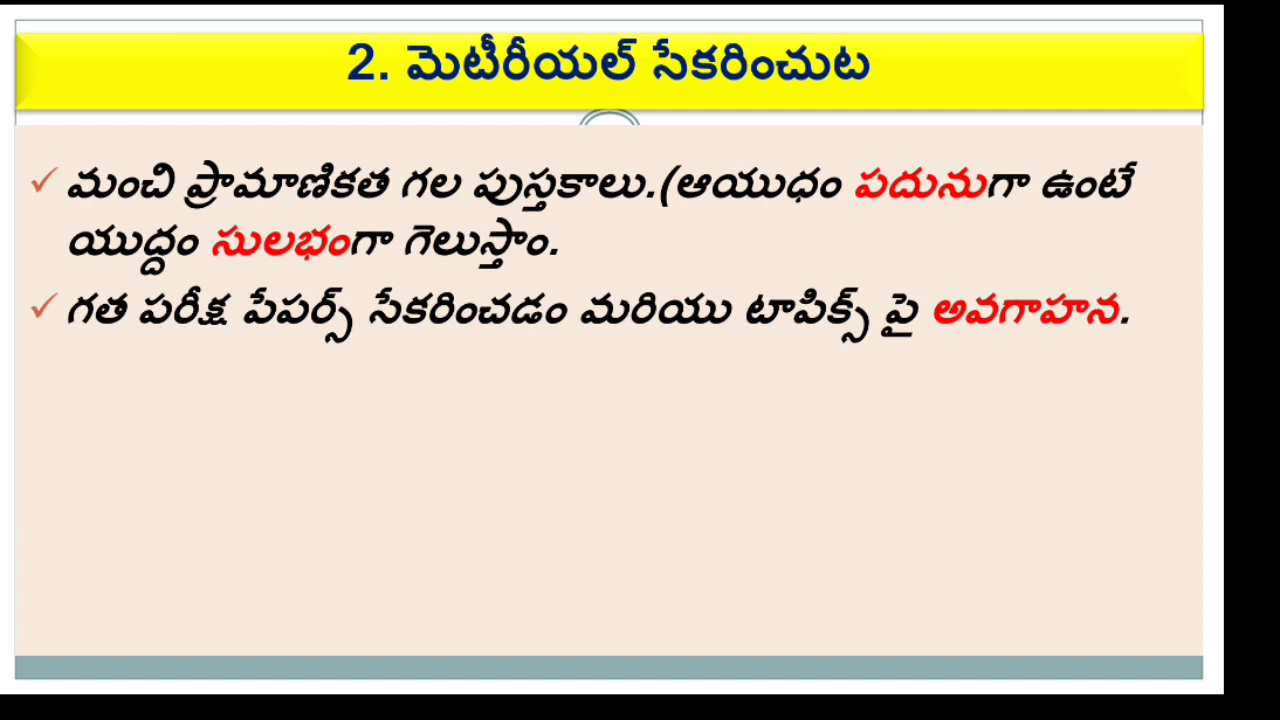 2. మెటీరీయల్ సేకరించుట
మంచి ప్రామాణికత గల పుస్తకాలు.(ఆయుధం పదునుగా ఉంటే
యుద్దం సులభంగా గెలుస్తాం.
గత పరీక్ష పేపర్స్ సేకరించడం మరియు టాపిక్స్ పై అవగాహన.